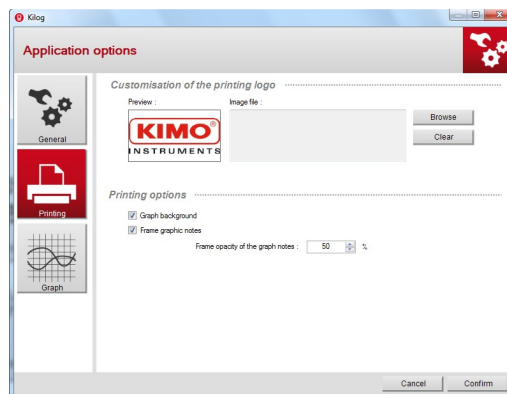 Kilog
Application options
General
Printing
Graph
Customisation of the printing logo
Preview :
Image file :
KIMO®
INSTRUMENTS
Browse
Clear
Printing options
Graph background
Frame graphic notes
Frame opacity of the graph notes : 50 %
Cancel
Confirm